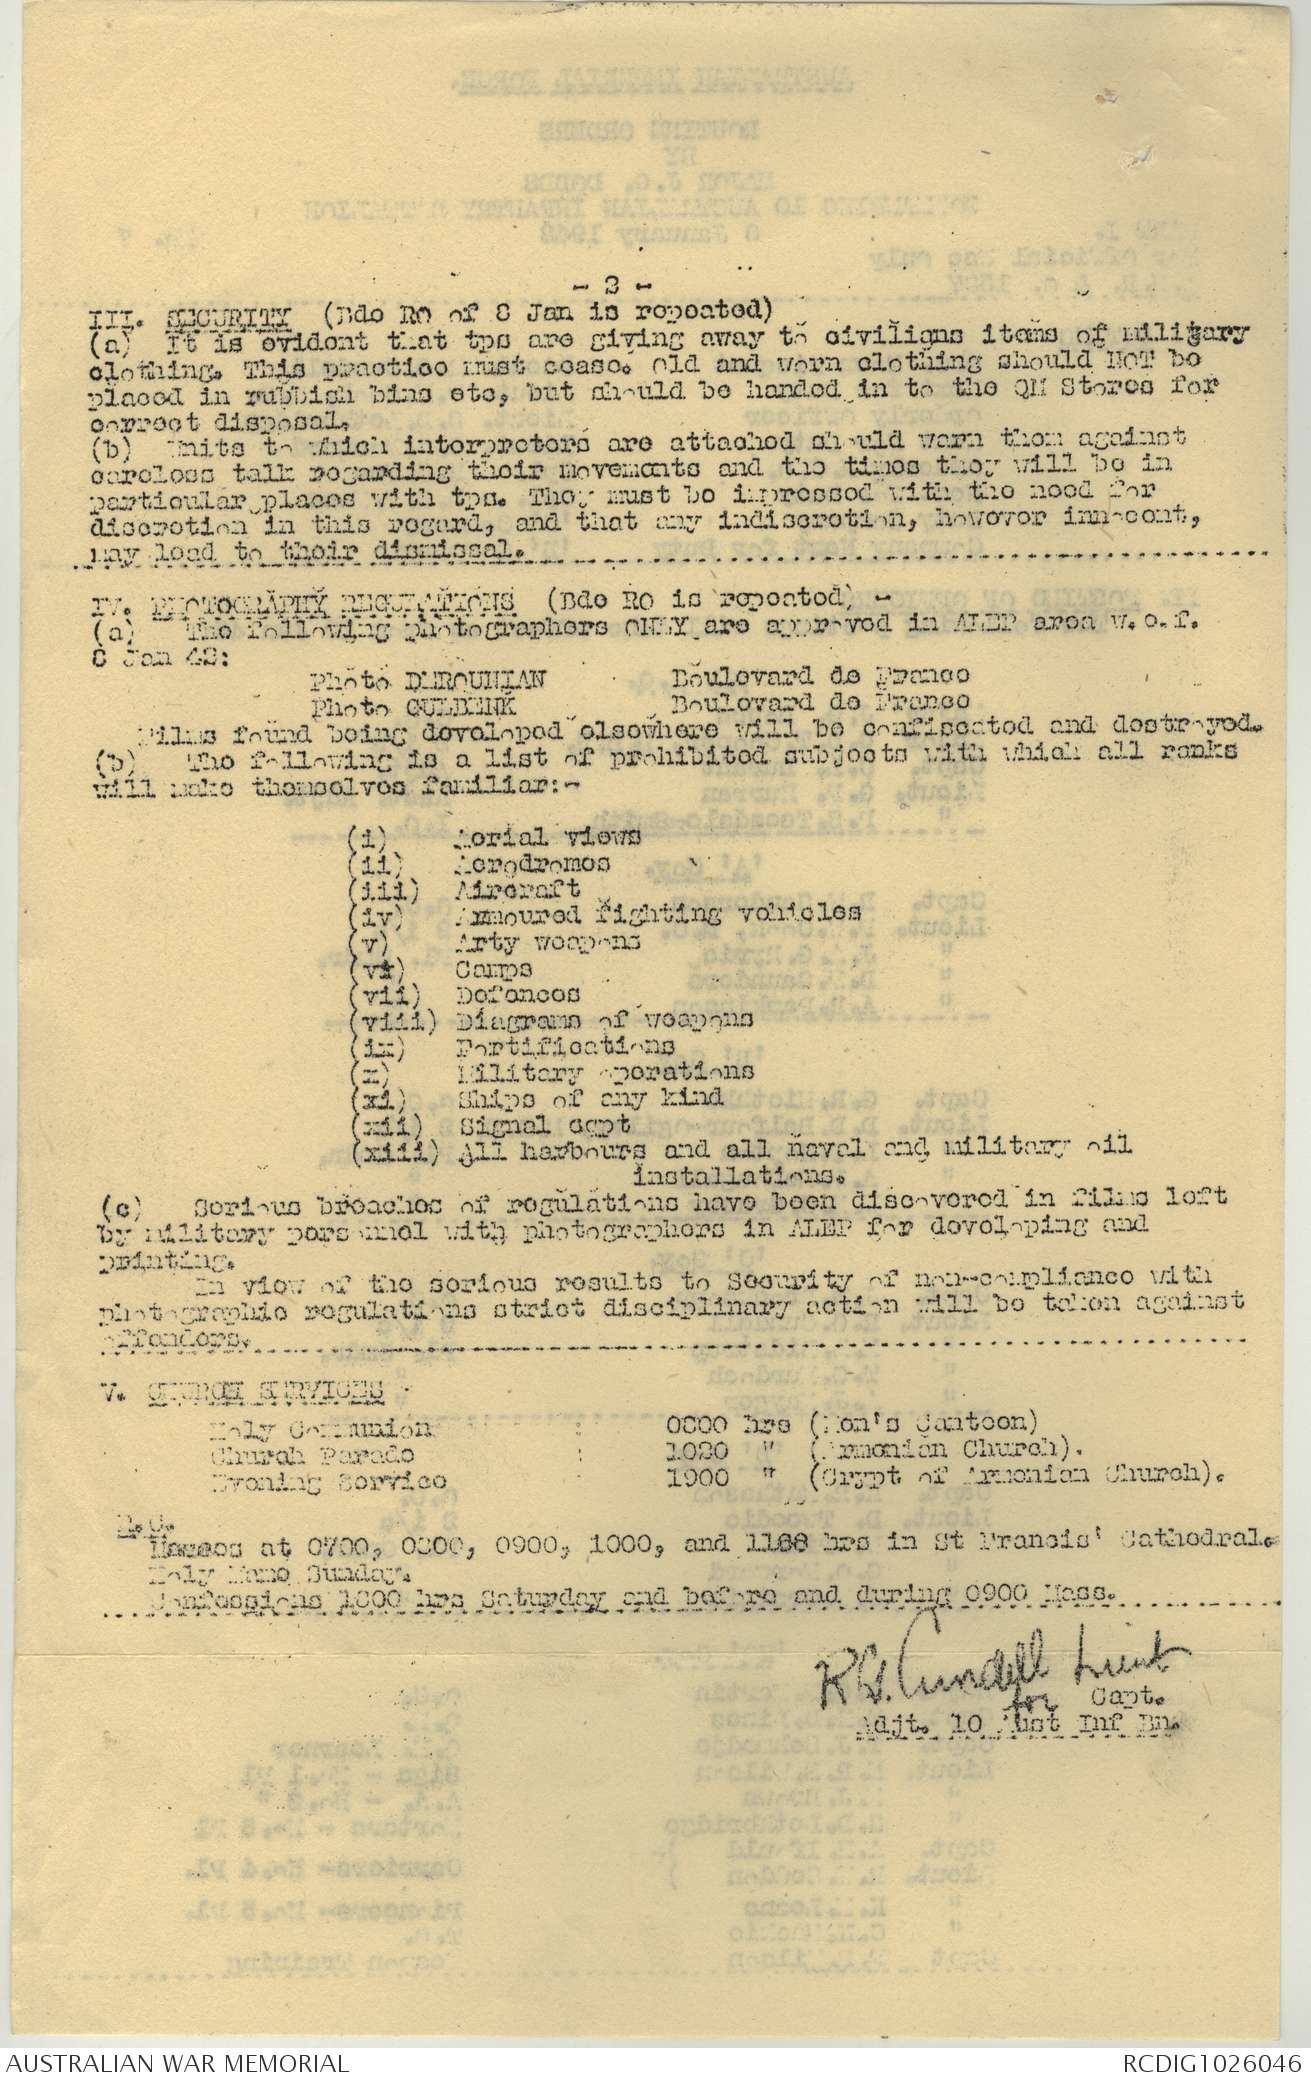 - 2 -
III. SECURITY (Bde RO of 8 Jan is repeated)
(a) It is evident that tps are giving away to civilians items of military
clothing. This practice must cease. Old and worn clothing should NOT be
placed in rubbish bins etc, but should be handed in to the QM Stores for
correct disposal.
(b) Units to which interpreters are attached should warn them against
careless talk regarding their movements and the times they will be in
particular places with tps. They must be impressed with the need for
discretion in this regard, and that any indiscretion, however innocent,
may lead to their dismissal.
IV. PHOTOGRAPHY REGULATIONS (Bde RO is repeated) -
(a) The following photographers ONLY are approved in ALEP area w.e.f.
8 Jan 42:
Photo DEROUNIAN Boulevard de France
Photo GULBENK Boulevard de France
Films found being developed elsewhere will be confiscated and destroyed.
(b) The following is a list of prohibited subjects with which all ranks
will make themselves familiar:-
(i) Aerial views
(ii) Aerodromes
(iii) Aircraft
(iv) Armoured fighting vehicles
(v) Arty weapons
(vi) Camps
(vii) Defences
(viii) Diagrams of weapons
(ix) Fortifications
(x) Military operations
(xi) Ships of any kind
(xii) Signal eqpt
(xiii) All harbours and all naval and military oil
installations.
(c) Serious breaches of regulations have been discovered in films left
by military personnel with photographers in ALEP for developing and
printing.
In view of the serious results to Security of non-compliance with
photographic regulations strict disciplinary action will be taken against
offenders.
V. CHURCH SERVICES -
Holy Communion : 0800 hrs (Men's Canteen)
Church Parade : 1020 " (Armenian Church).
Evening Service 1900 " (Crypt of Armenian Church).
R.C.
Masses at 0700, 0800, 0900, 1000, and hrs in St Francis' Cathedral.
Holy Name Sunday.
Confessions 1800 hrs Saturday and before and during 0900 Mass.
R G. Cundell Lieut
for Capt.
Adjt. 10 Aust Inf Bn.
AUSTRALIAN WAR MEMORIAL RCDIG1026046